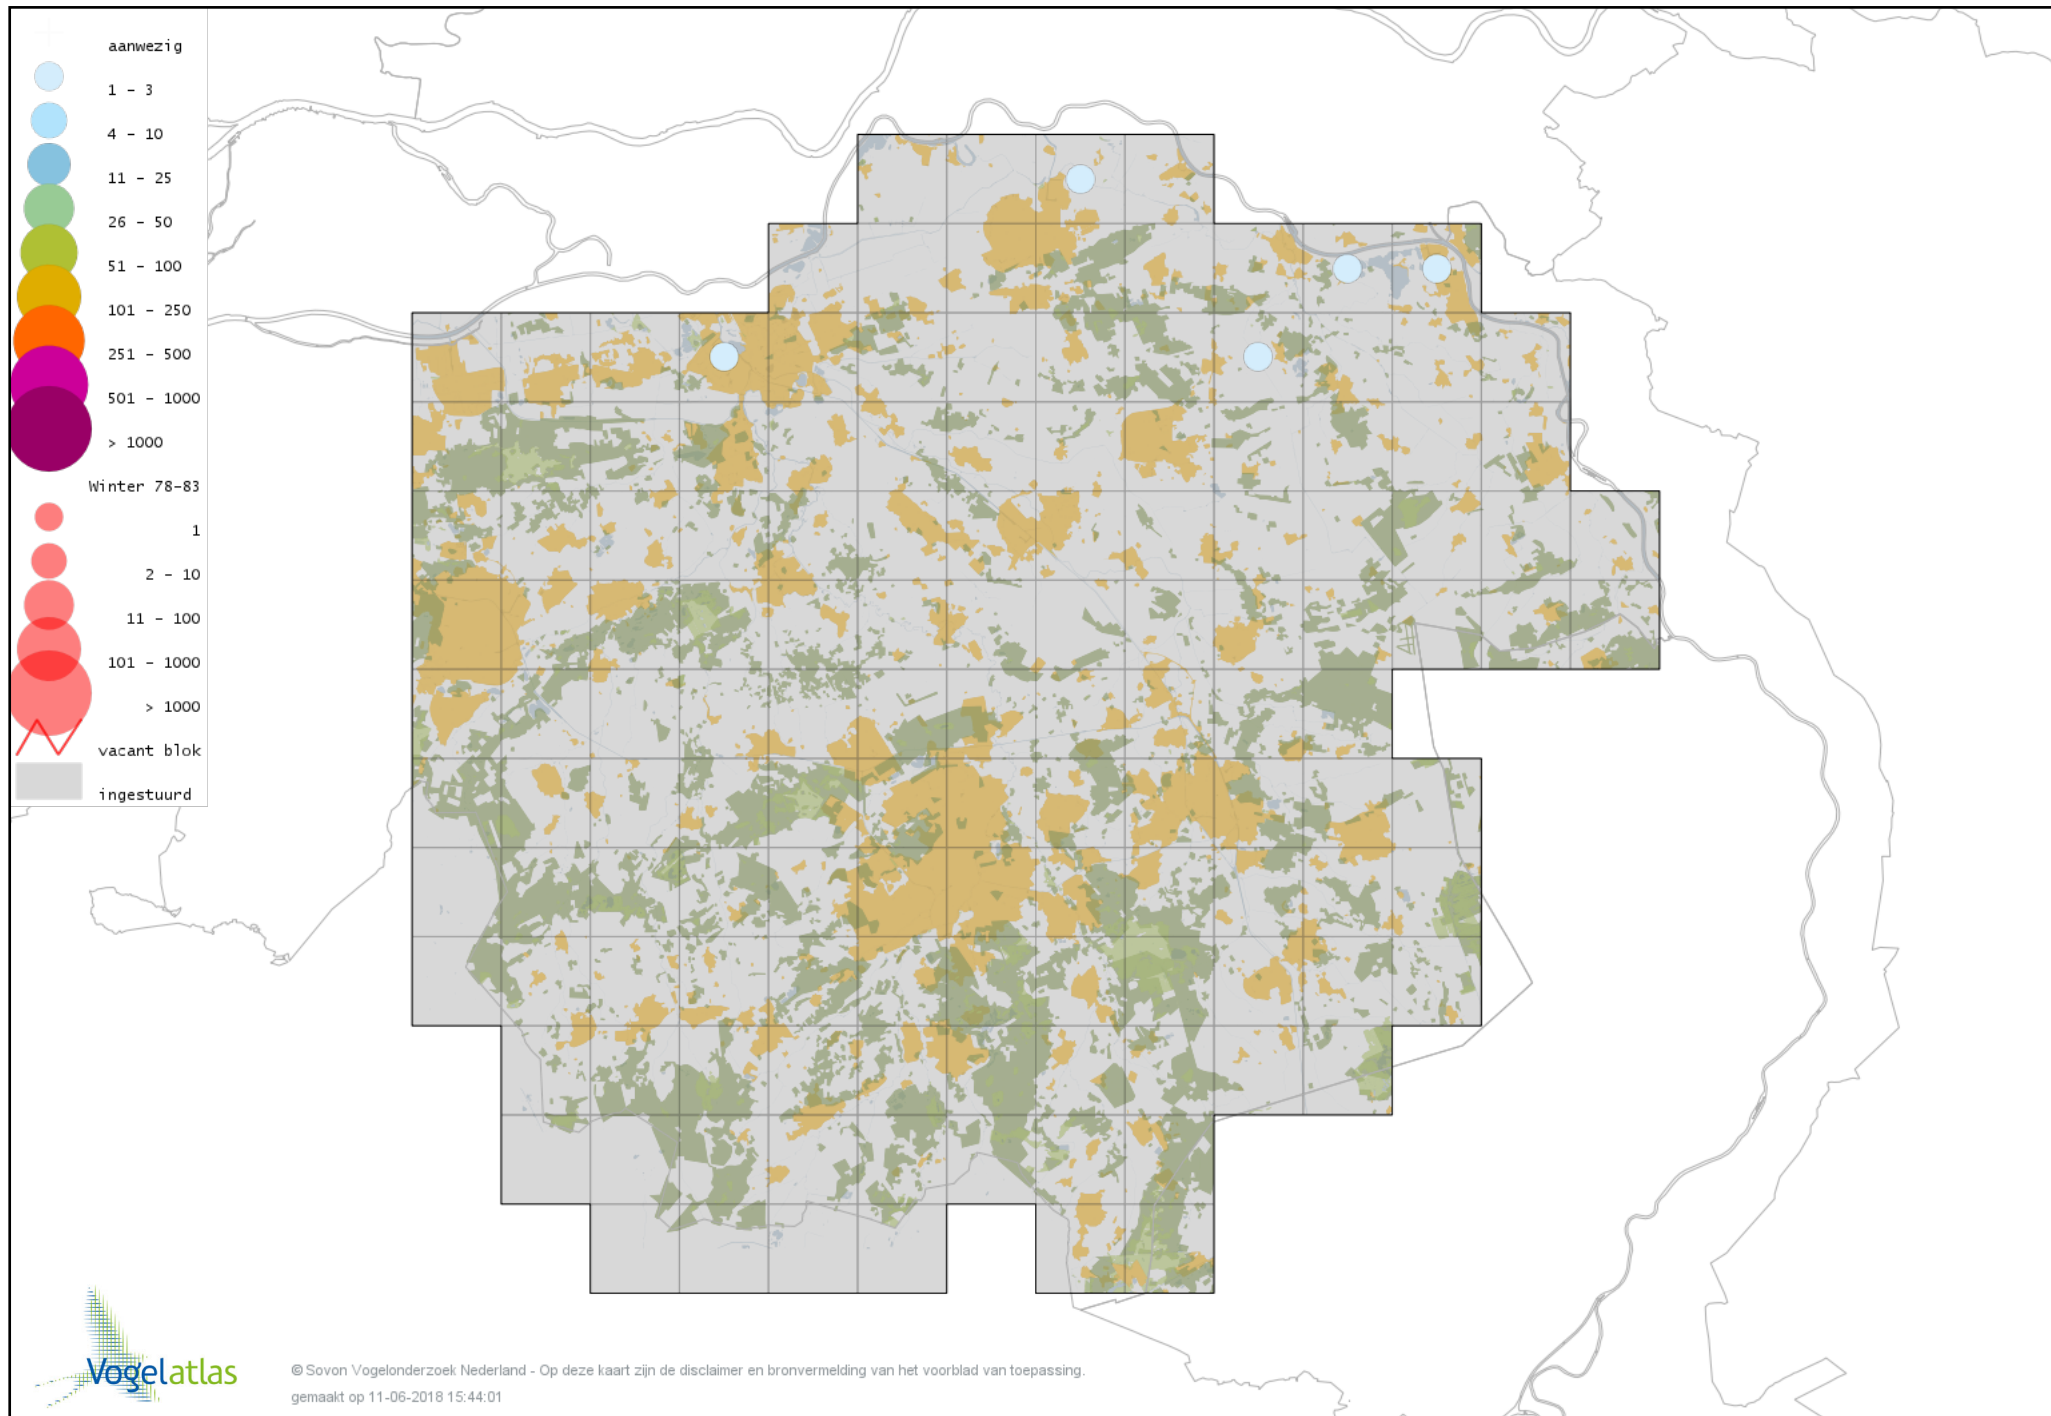 aanwezig
1 - 3
4 - 10
11 - 25
26 - 50
51 - 100
101 - 250
251 - 500
501 - 1000
> 1000
Winter 78-83
1
2 - 10
11 - 100
101 - 1000
> 1000
vacant blok
ingestuurd
Vogelatlas
© Sovon Vogelonderzoek Nederland - Op deze kaart zijn de disclaimer en bronvermelding van het voorblad van toepassing.
gemaakt op 11-06-2018 15:44:01